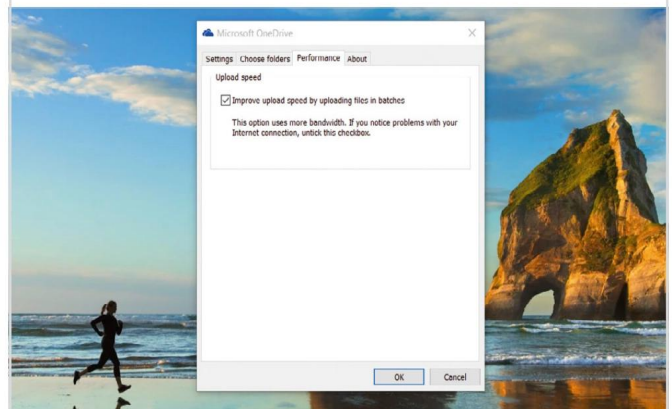 Microsoft OneDrive
Settings Choose folders Performance About
Upload speed
Improve upload speed by uploading files in batches
This option uses more bandwidth. If you notice problems with your
Internet connection, untick this checkbox.
OK Cancel